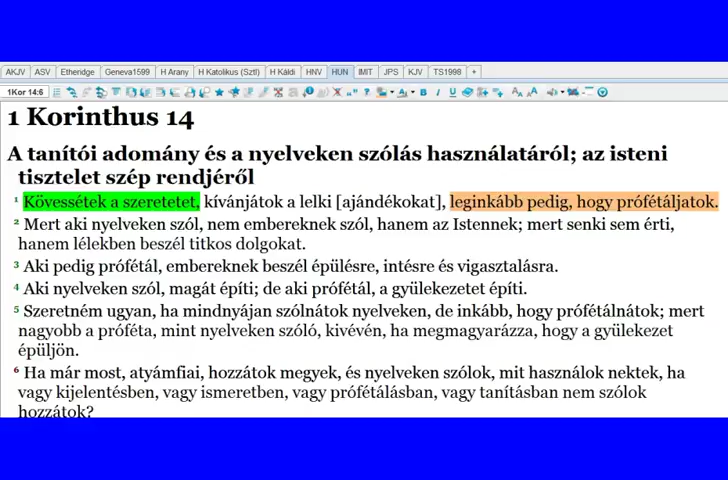 AKJV ASV Etheridge Geneva1599 H Arany H Katolikus (Sztl) H Káldi HNV HUN IMIT JPS KJV TS1998 +
1Kor 14:6
1 Korinthus 14
A tanítói adomány és a nyelveken szólás használatáról; az isteni
tisztelet szép rendjéről
1 Kövessétek a szeretetet, kívánjátok a lelki [ajándékokat], leginkább pedig, hogy prófétáljatok.
2 Mert aki nyelveken szól, nem embereknek szól, hanem az Istennek; mert senki sem érti,
hanem lélekben beszél titkos dolgokat.
3 Aki pedig prófétál, embereknek beszél épülésre, intésre és vigasztalásra.
4 Aki nyelveken szól, magát építi; de aki prófétál, a gyülekezetet építi.
5 Szeretném ugyan, ha mindnyájan szólnátok nyelveken, de inkább, hogy prófétálnátok; mert
nagyobb a próféta, mint nyelveken szóló, kivévén, ha megmagyarázza, hogy a gyülekezet
épüljön.
6 Ha már most, atyámfiai, hozzátok megyek, és nyelveken szólok, mit használok nektek, ha
vagy kijelentésben, vagy ismeretben, vagy prófétálásban, vagy tanításban nem szólok
hozzátok?